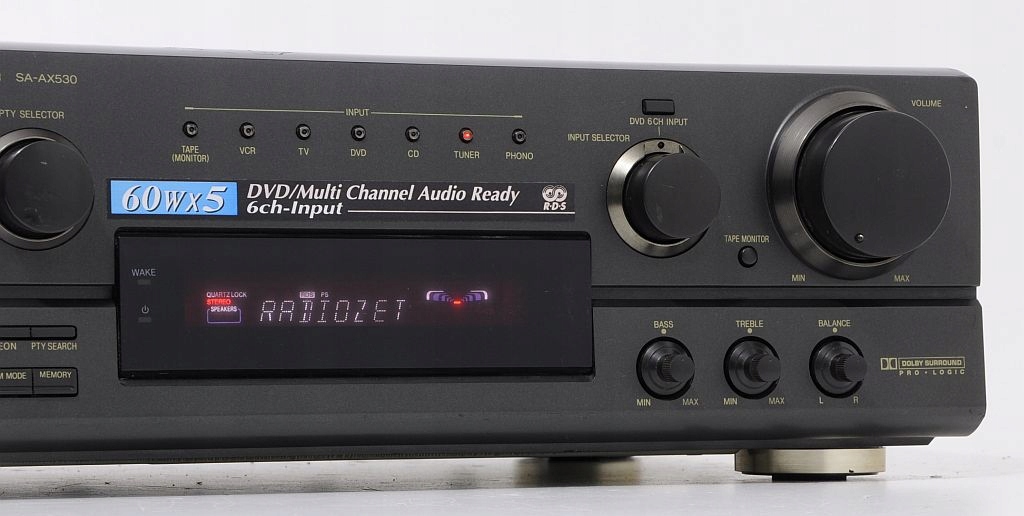 SA-AX530
PTY SELECTOR
INPUT
TAPE
(MONITOR)
VCR
TV
DVD
CD
TUNER
PHONO
DVD 6CH INPUT
INPUT SELECTOR
VOLUME
60WX5
DVD/Multi Channel Audio Ready
6ch-Input
R·D·S
TAPE MONITOR
MIN
MAX
WAKE
QUARTZ LOCK
STEREO
SPEAKERS
RDS PS
RADIOZET
EON
PTY SEARCH
M MODE
MEMORY
BASS
MIN
MAX
TREBLE
MIN
MAX
BALANCE
L
R
DOLBY SURROUND
PRO·LOGIC